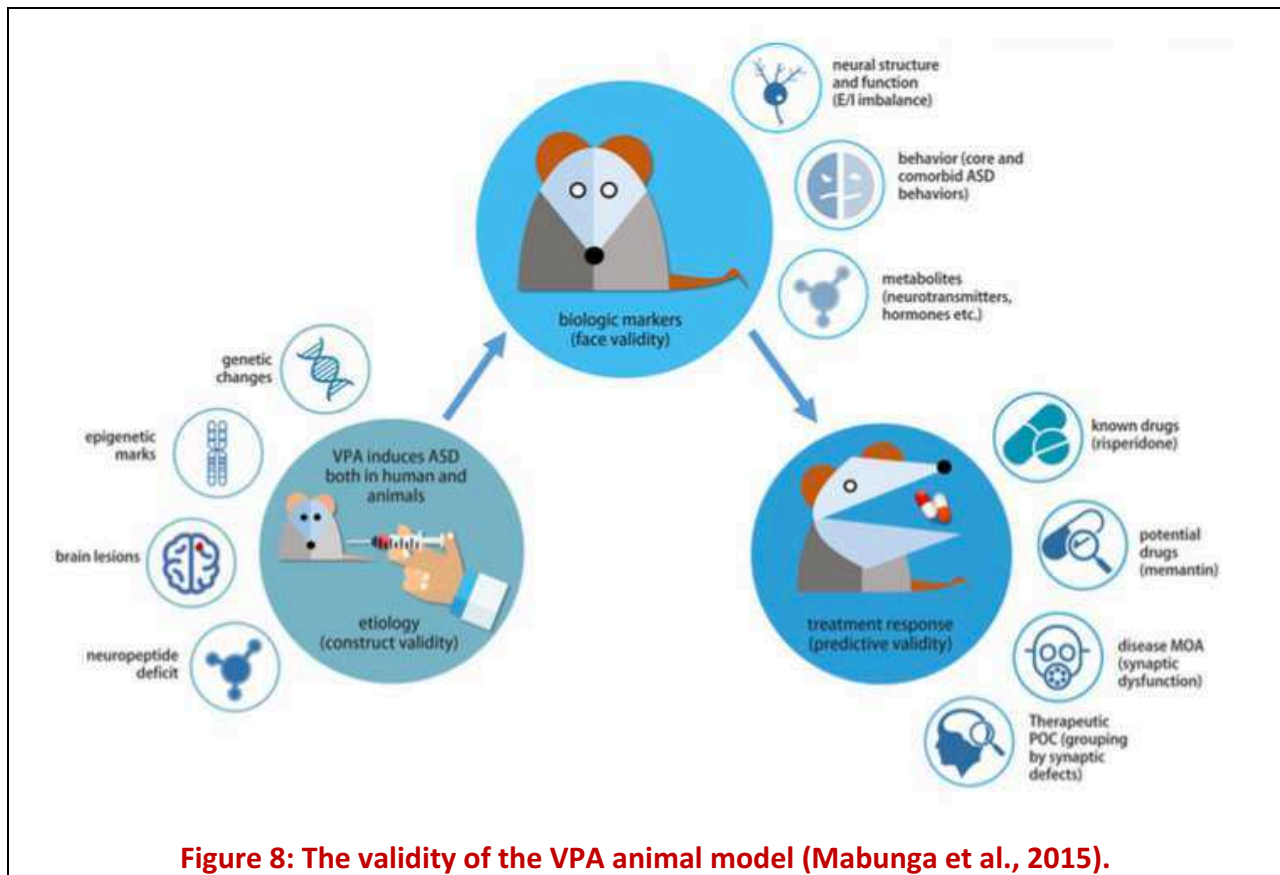 neural structure
and function
(E/I imbalance)
behavior (core and
comorbid ASD
behaviors)
metabolites
(neurotransmitters,
hormones etc.)
biologic markers
(face validity)
genetic
changes
epigenetic
marks
brain lesions
neuropeptide
deficit
VPA induces ASD
both in human and
animals
etiology
(construct validity)
treatment response
(predictive validity)
known drugs
(risperidone)
potential
drugs
(memantin)
disease MOA
(synaptic
dysfunction)
Therapeutic
POC (grouping
by synaptic
defects)
Figure 8: The validity of the VPA animal model (Mabunga et al., 2015).